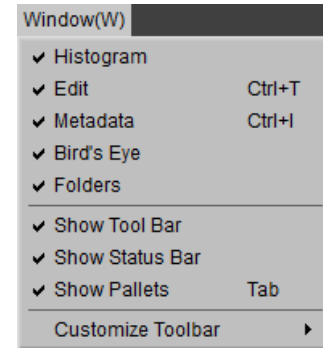 Window(W)
Histogram
Edit Ctrl+T
Metadata Ctrl+I
Bird's Eye
Folders
Show Tool Bar
Show Status Bar
Show Pallets Tab
Customize Toolbar